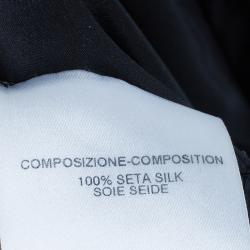 COMPOSIZIONE-COMPOSITION
100% SETA SILK
SOIE SEIDE